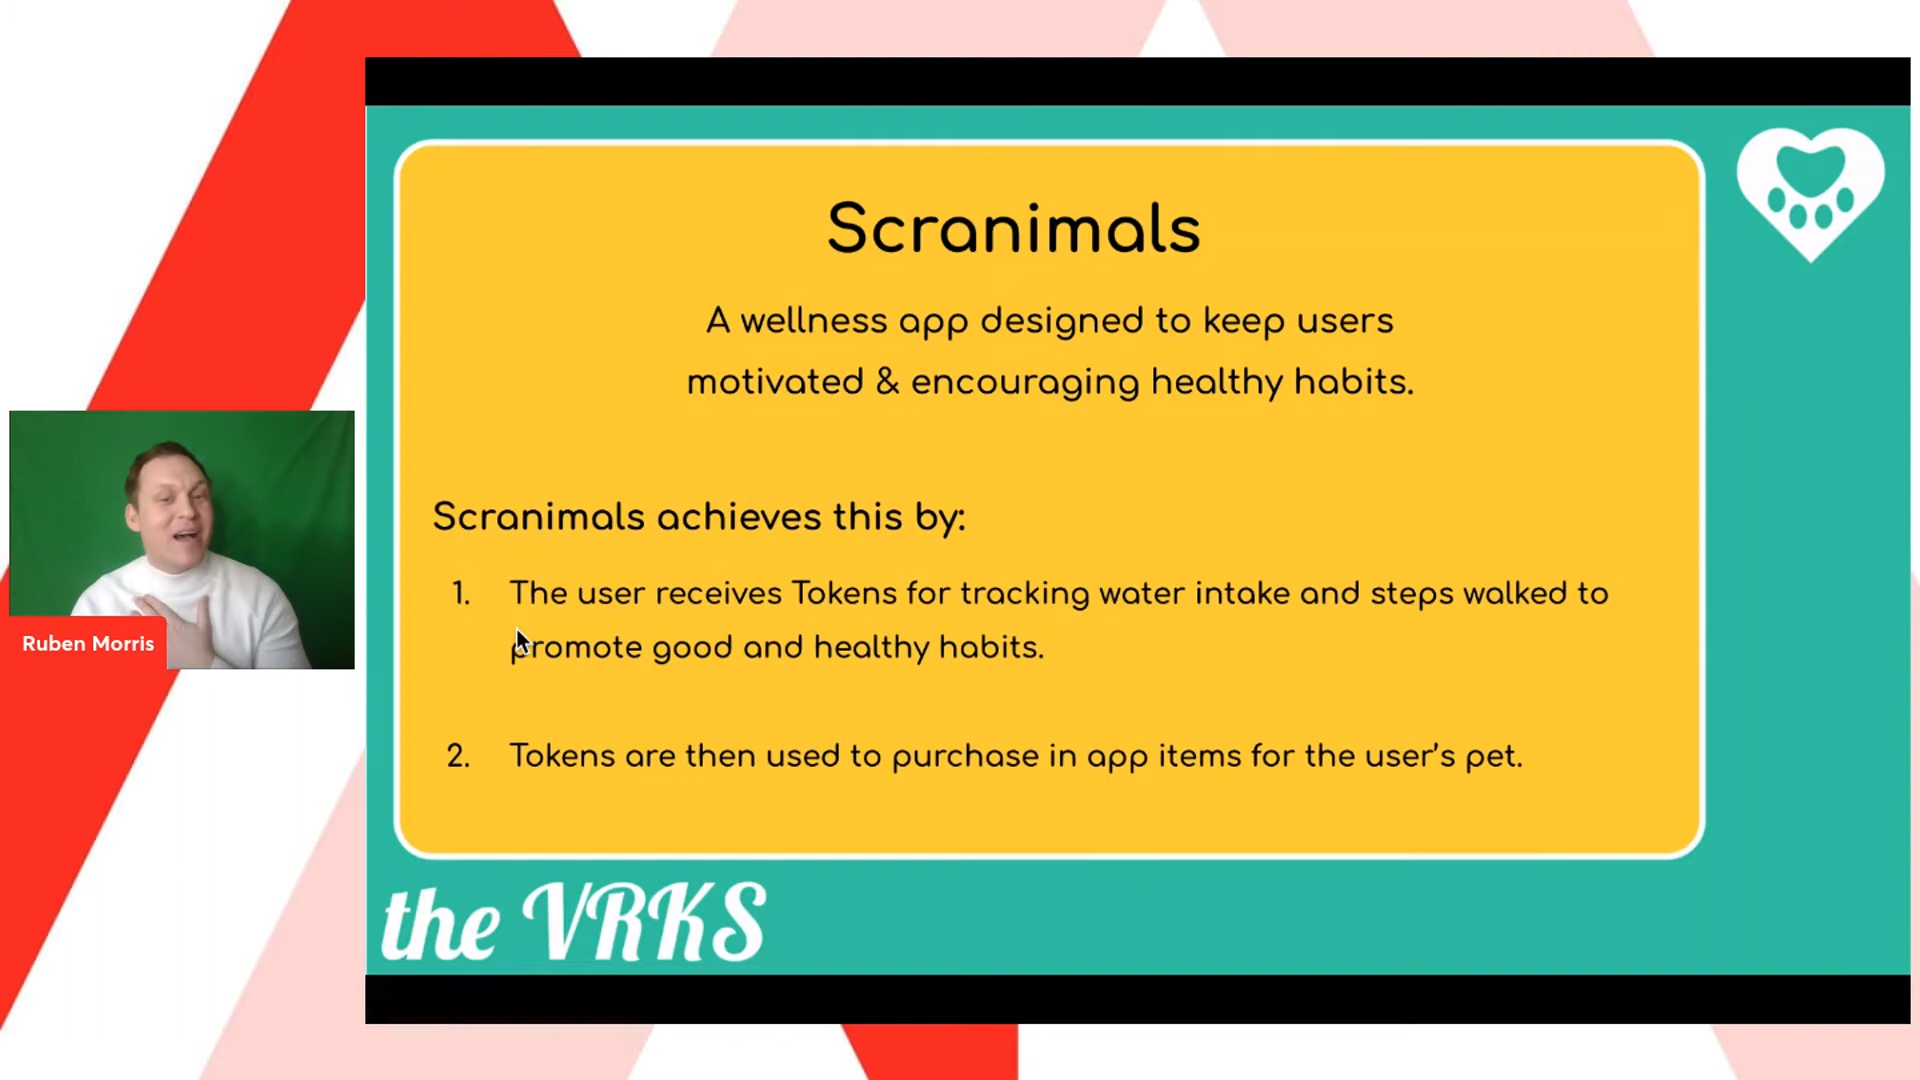 Scranimals
A wellness app designed to keep users
motivated & encouraging healthy habits.
Scranimals achieves this by:
1. The user receives Tokens for tracking water intake and steps walked to
promote good and healthy habits.
2. Tokens are then used to purchase in app items for the user’s pet.
Ruben Morris
the VRKS